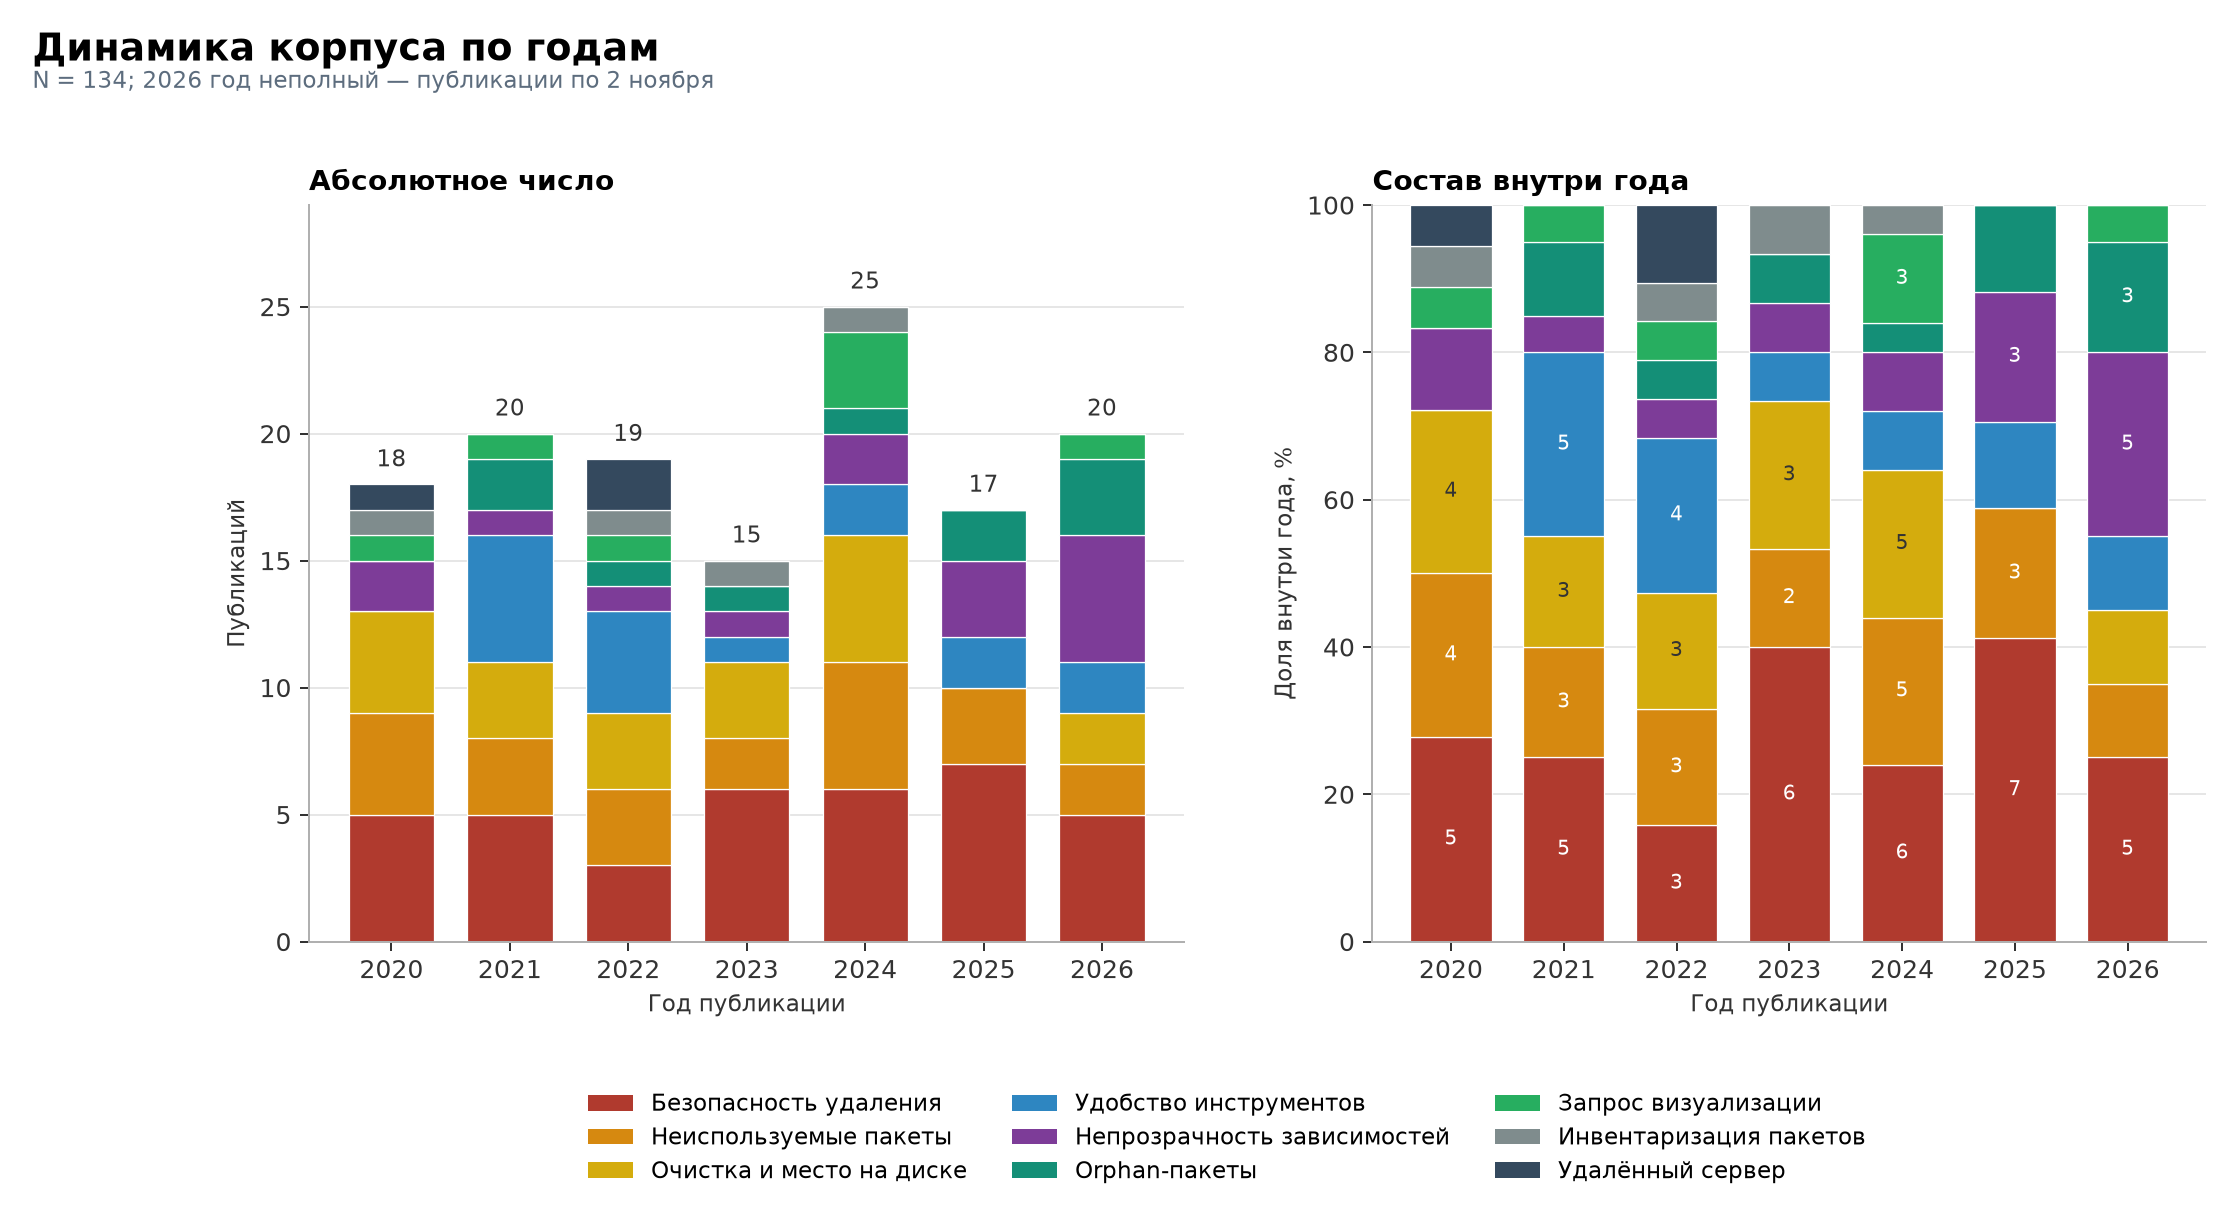 Динамика корпуса по годам
N = 134; 2026 год неполный — публикации по 2 ноября
Абсолютное число
Публикаций
25
20
15
10
5
0
18
20
19
15
25
17
20
2020 2021 2022 2023 2024 2025 2026
Год публикации
Состав внутри года
Доля внутри года, %
100
80
60
40
20
0
4
4
5
5
3
3
5
4
3
3
3
3
2
6
3
5
5
6
3
3
7
3
5
5
2020 2021 2022 2023 2024 2025 2026
Год публикации
Безопасность удаления
Неиспользуемые пакеты
Очистка и место на диске
Удобство инструментов
Непрозрачность зависимостей
Orphan-пакеты
Запрос визуализации
Инвентаризация пакетов
Удалённый сервер